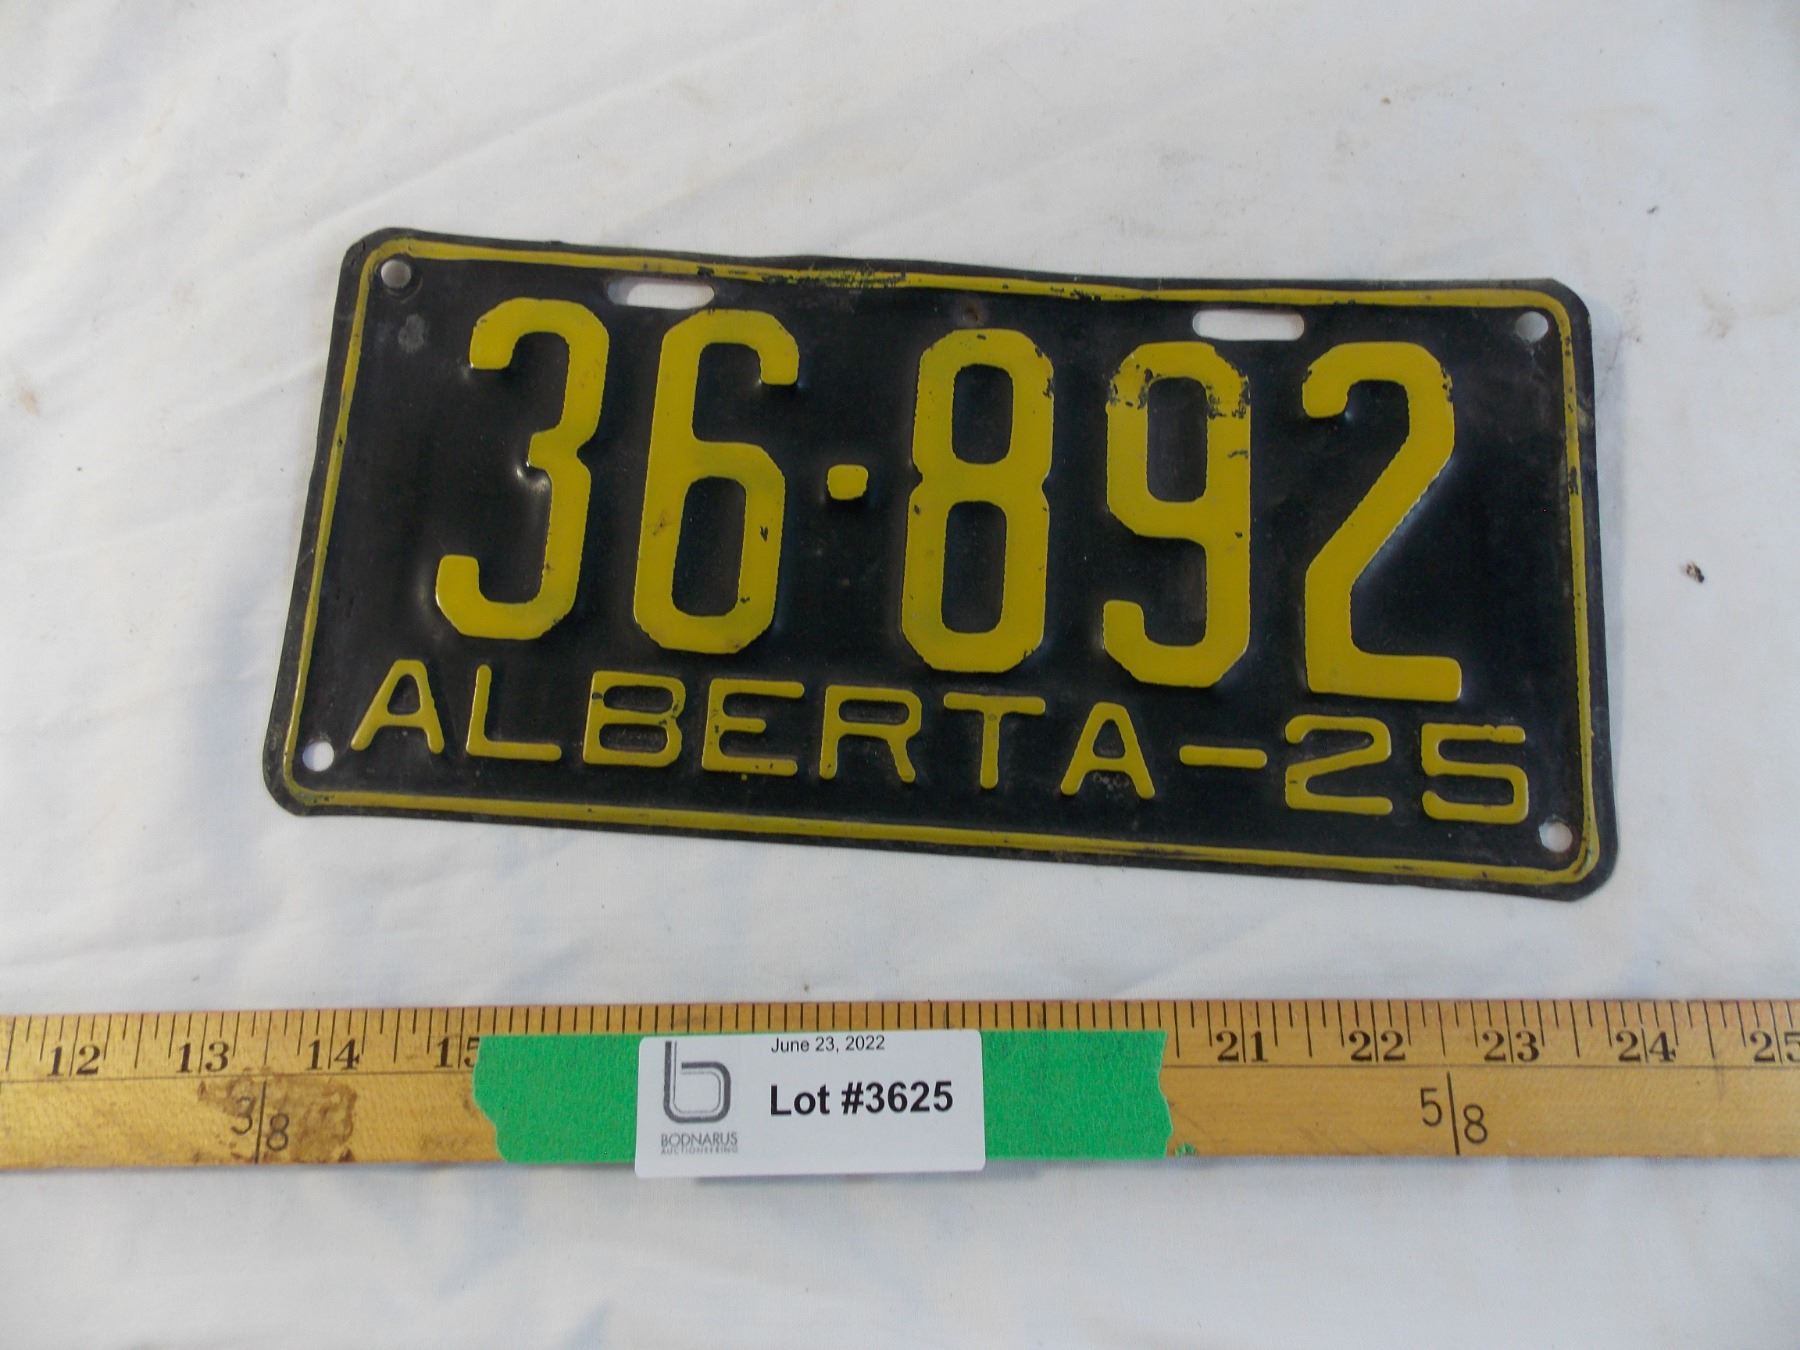 36·892
ALBERTA-25
12 13 14 15 21 22 23 24 25
3/8 5/8
June 23, 2022
Lot #3625
BODNARUS
AUCTIONEERING